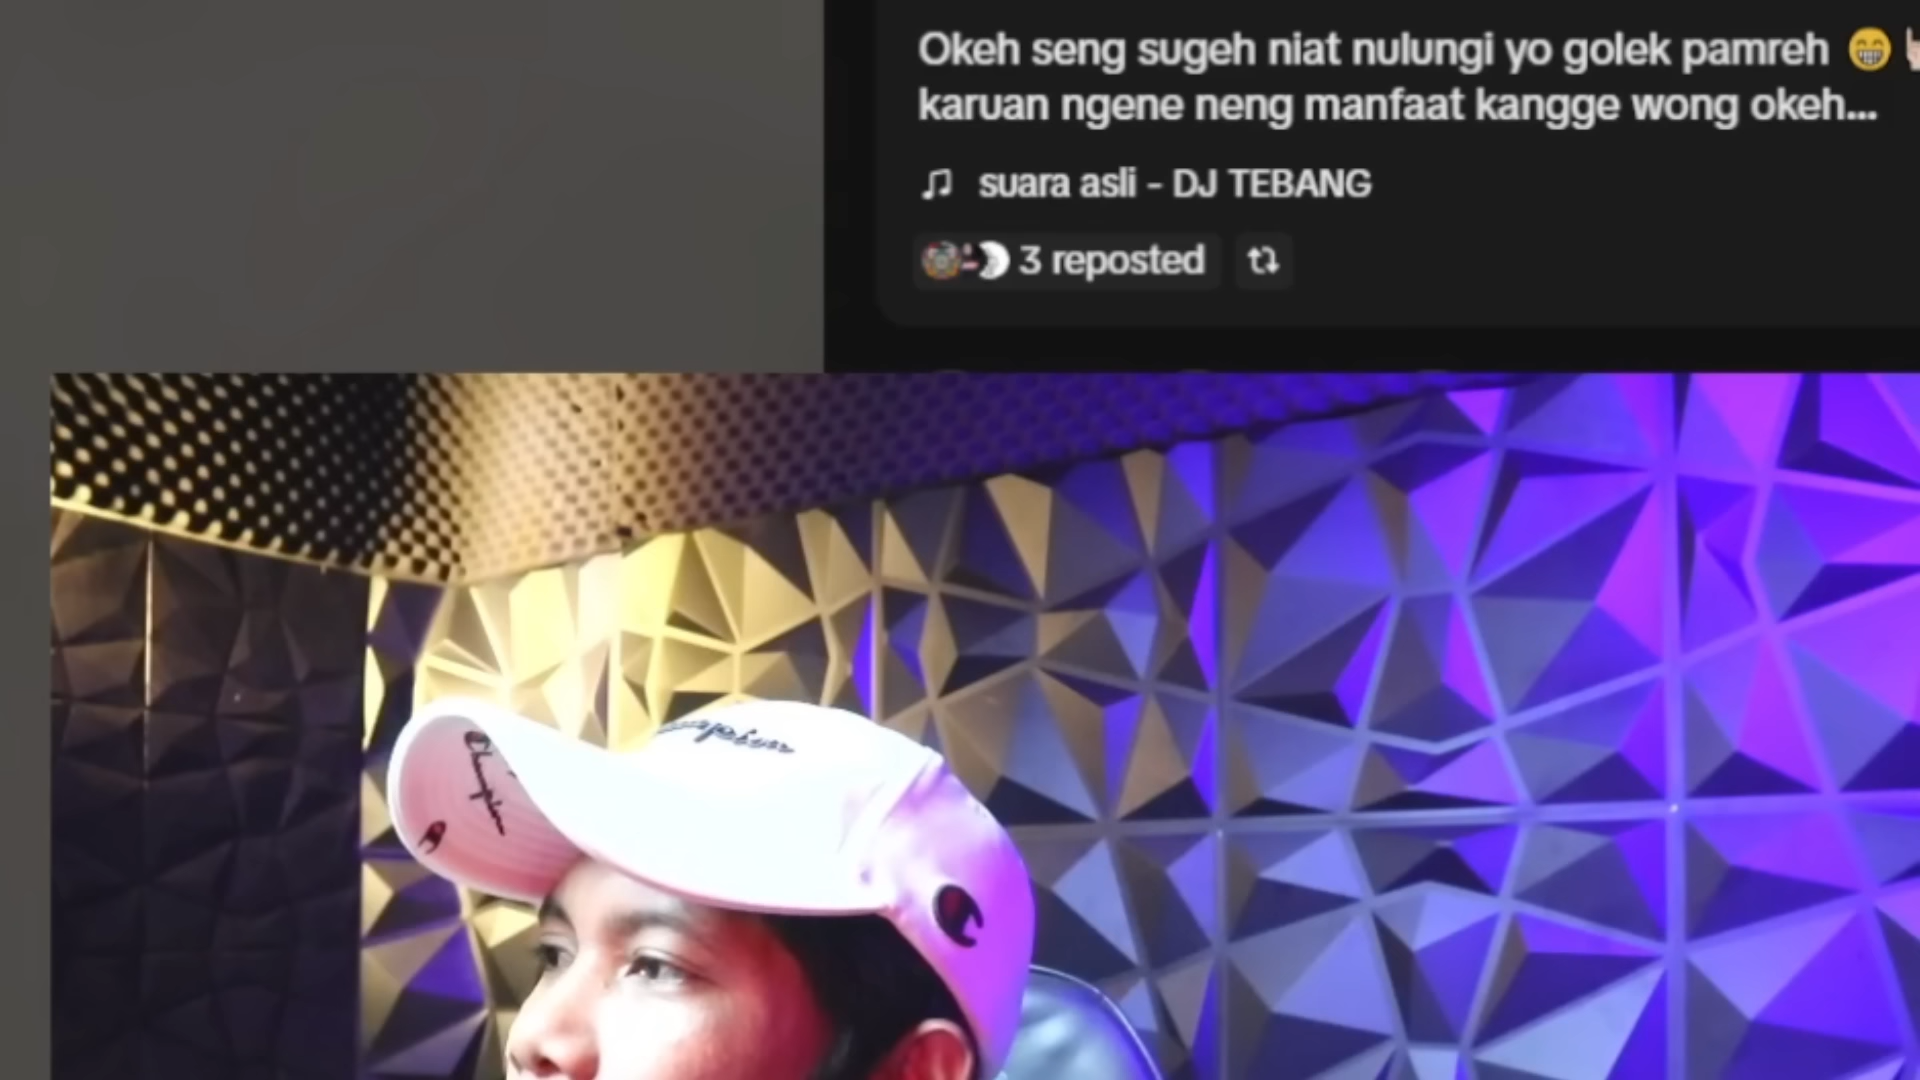 Okeh seng sugeh niat nulungi yo golek pamreh 😁
karuan ngene neng manfaat kangge wong okeh...
suara asli - DJ TEBANG
3 reposted
Champion